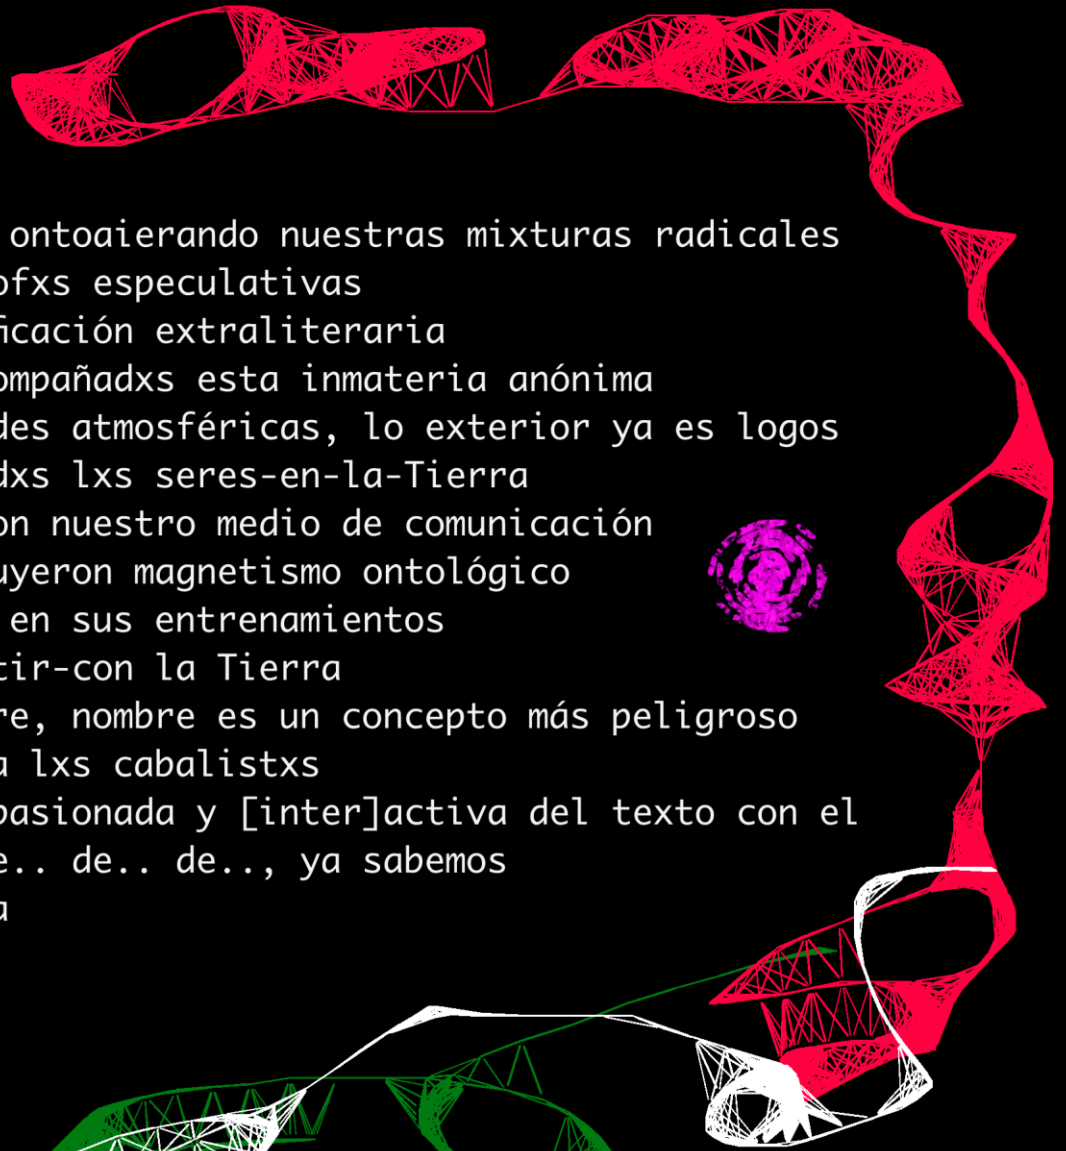 ontoaierando nuestras mixturas radicales
ofxs especulativas
ficación extraliteraria
ompañadxs esta inmateria anónima
des atmosféricas, lo exterior ya es logos
dxs lxs seres-en-la-Tierra
on nuestro medio de comunicación
uyeron magnetismo ontológico
en sus entrenamientos
tir-con la Tierra
re, nombre es un concepto más peligroso
a lxs cabalistxs
pasionada y [inter]activa del texto con el
e.. de.. de.., ya sabemos
a